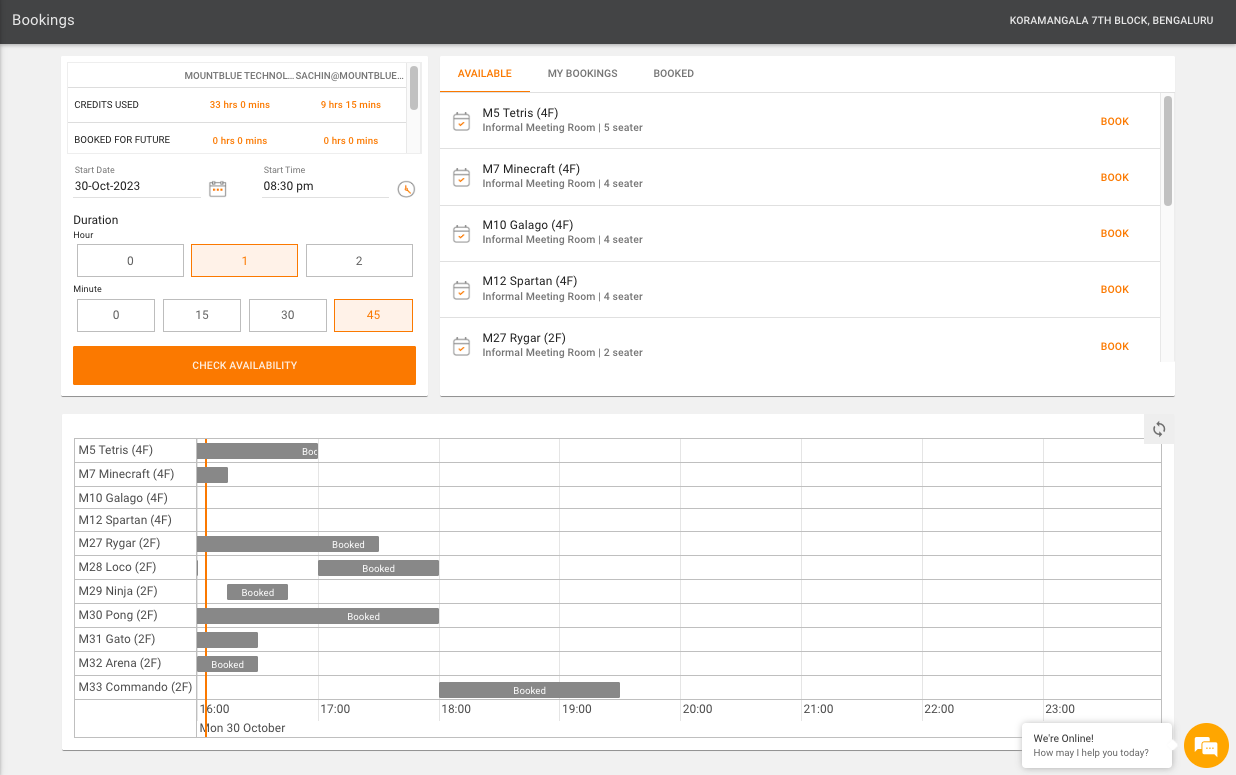 Bookings
KORAMANGALA 7TH BLOCK, BENGALURU
MOUNTBLUE TECHNOL... SACHIN@MOUNTBLUE...
CREDITS USED 33 hrs 0 mins 9 hrs 15 mins
BOOKED FOR FUTURE 0 hrs 0 mins 0 hrs 0 mins
Start Date Start Time
30-Oct-2023 08:30 pm
Duration
Hour
0 1 2
Minute
0 15 30 45
CHECK AVAILABILITY
AVAILABLE MY BOOKINGS BOOKED
M5 Tetris (4F)
Informal Meeting Room | 5 seater
BOOK
M7 Minecraft (4F)
Informal Meeting Room | 4 seater
BOOK
M10 Galago (4F)
Informal Meeting Room | 4 seater
BOOK
M12 Spartan (4F)
Informal Meeting Room | 4 seater
BOOK
M27 Rygar (2F)
Informal Meeting Room | 2 seater
BOOK
M5 Tetris (4F) Boo
M7 Minecraft (4F)
M10 Galago (4F)
M12 Spartan (4F)
M27 Rygar (2F) Booked
M28 Loco (2F) Booked
M29 Ninja (2F) Booked
M30 Pong (2F) Booked
M31 Gato (2F)
M32 Arena (2F) Booked
M33 Commando (2F) Booked
16:00 17:00 18:00 19:00 20:00 21:00 22:00 23:00
Mon 30 October
We're Online!
How may I help you today?